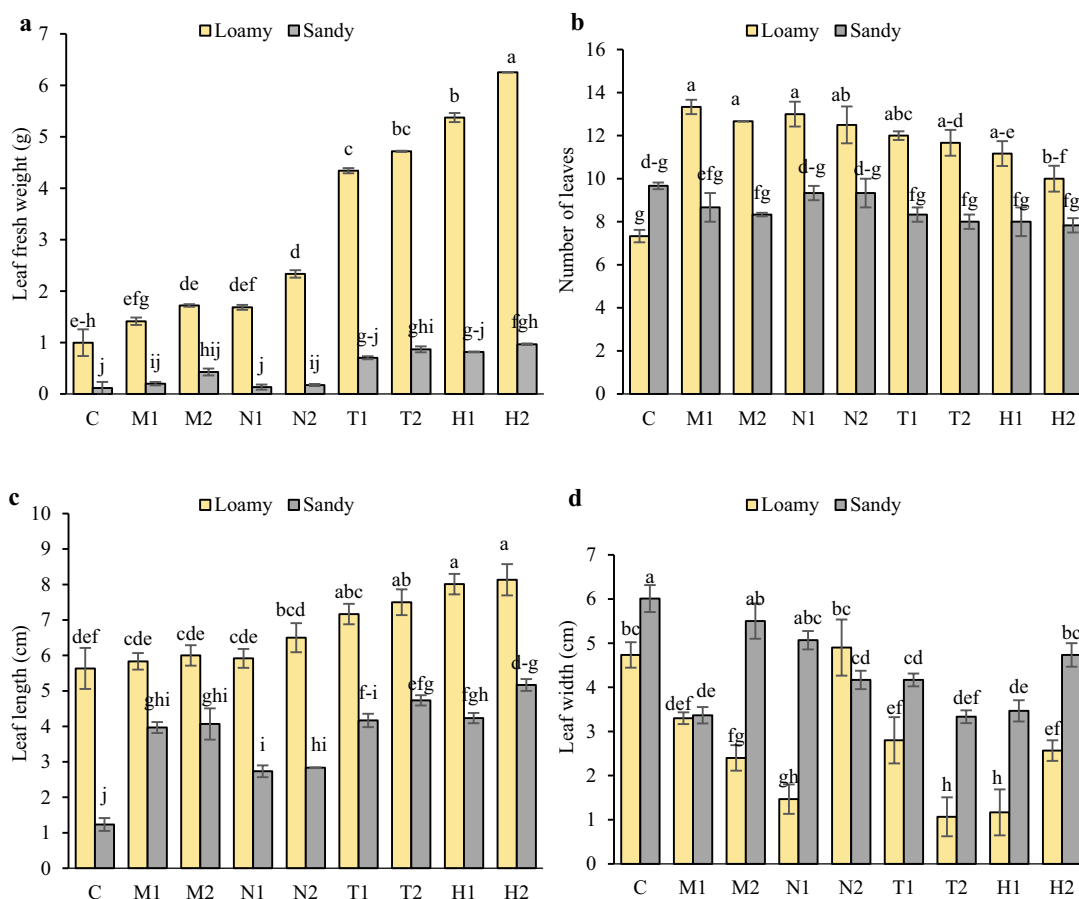 a
Loamy Sandy
Leaf fresh weight (g)
7
6
5
4
3
2
1
0
e-h efg de def d c bc b a
j ij hij j ij g-j ghi g-j fgh
C M1 M2 N1 N2 T1 T2 H1 H2
b
Loamy Sandy
Number of leaves
16
14
12
10
8
6
4
2
0
g a a a ab abc a-d a-e b-f
d-g efg fg d-g d-g fg fg fg fg
C M1 M2 N1 N2 T1 T2 H1 H2
c
Loamy Sandy
Leaf length (cm)
10
9
8
7
6
5
4
3
2
1
0
def cde cde cde bcd abc ab a a
j ghi ghi i hi f-i efg fgh d-g
C M1 M2 N1 N2 T1 T2 H1 H2
d
Loamy Sandy
Leaf width (cm)
7
6
5
4
3
2
1
0
bc def fg gh bc ef h h ef
a de ab abc cd cd def de bc
C M1 M2 N1 N2 T1 T2 H1 H2